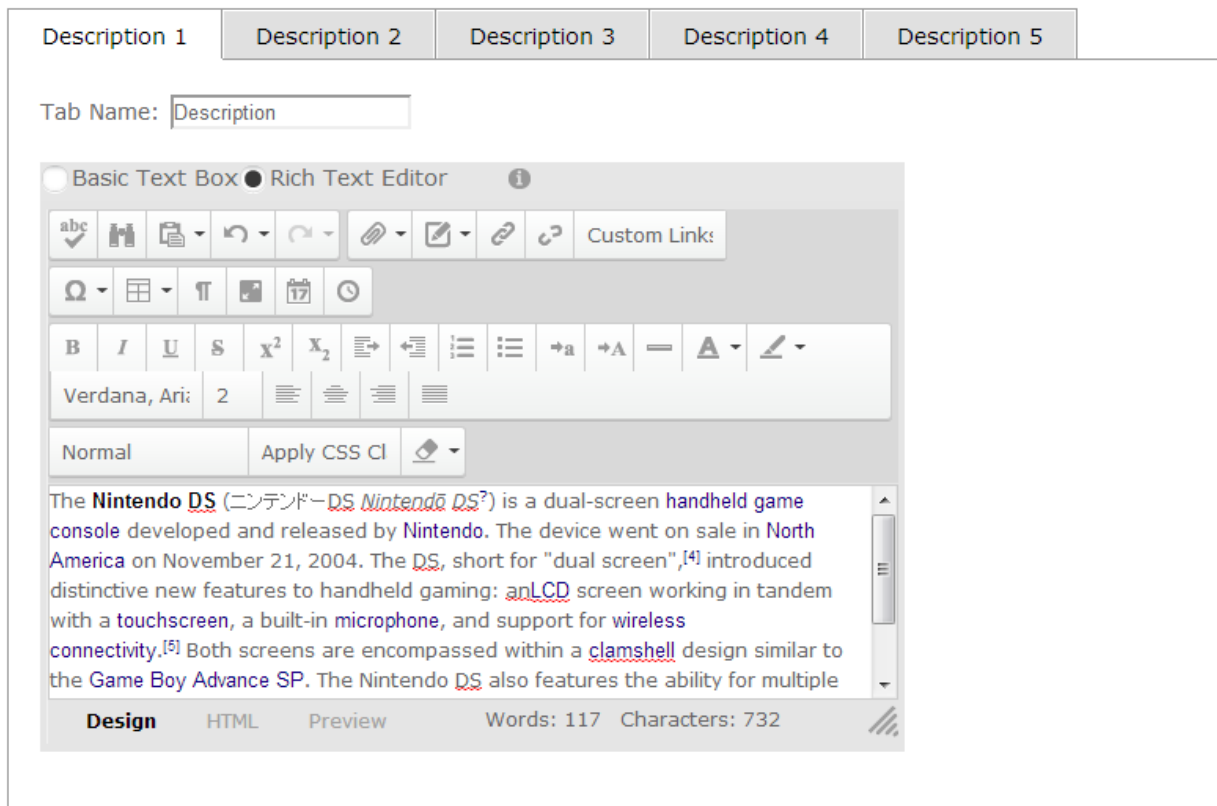 Description 1 Description 2 Description 3 Description 4 Description 5
Tab Name: Description
Basic Text Box Rich Text Editor
abc Custom Links
Ω ¶ 17
B I U S x² X₂ a A A
Verdana, Aria 2
Normal Apply CSS Cl
The Nintendo DS (ニンテンドーDS Nintendō DS?) is a dual-screen handheld game
console developed and released by Nintendo. The device went on sale in North
America on November 21, 2004. The DS, short for "dual screen",[4] introduced
distinctive new features to handheld gaming: anLCD screen working in tandem
with a touchscreen, a built-in microphone, and support for wireless
connectivity.[5] Both screens are encompassed within a clamshell design similar to
the Game Boy Advance SP. The Nintendo DS also features the ability for multiple
Design HTML Preview Words: 117 Characters: 732